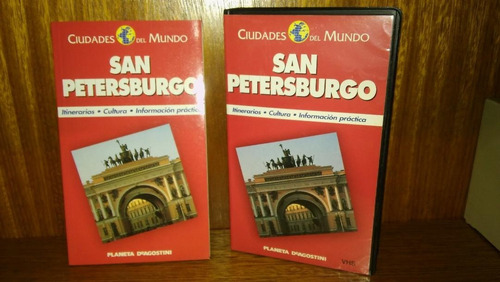 CIUDADES DEL MUNDO
SAN
PETERSBURGO
Itinerarios • Cultura • Información práctica
PLANETA DEAGOSTINI
CIUDADES DEL MUNDO
SAN
PETERSBURGO
Itinerarios • Cultura • Información práctica
PLANETA DEAGOSTINI
VHS